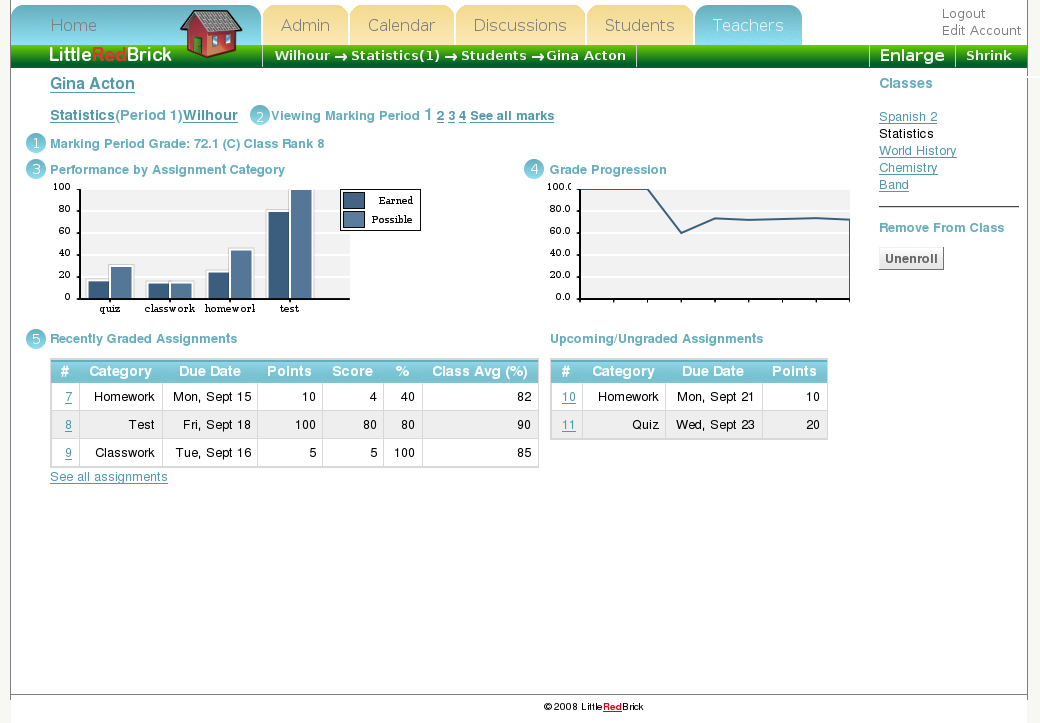 Home Admin Calendar Discussions Students Teachers Logout
Edit Account
LittleRedBrick Wilhour → Statistics(1) → Students →Gina Acton Enlarge Shrink
Gina Acton
Statistics(Period 1)Wilhour 2 Viewing Marking Period 1 2 3 4 See all marks
1 Marking Period Grade: 72.1 (C) Class Rank 8
3 Performance by Assignment Category
100
80
60
40
20
0
quiz classwork homeworl test
Earned
Possible
4 Grade Progression
100.(
80.0
60.0
40.0
20.0
0.0
Classes
Spanish 2
Statistics
World History
Chemistry
Band
Remove From Class
Unenroll
5 Recently Graded Assignments
# Category Due Date Points Score % Class Avg (%)
7 Homework Mon, Sept 15 10 4 40 82
8 Test Fri, Sept 18 100 80 80 90
9 Classwork Tue, Sept 16 5 5 100 85
See all assignments
Upcoming/Ungraded Assignments
# Category Due Date Points
10 Homework Mon, Sept 21 10
11 Quiz Wed, Sept 23 20
© 2008 LittleRedBrick